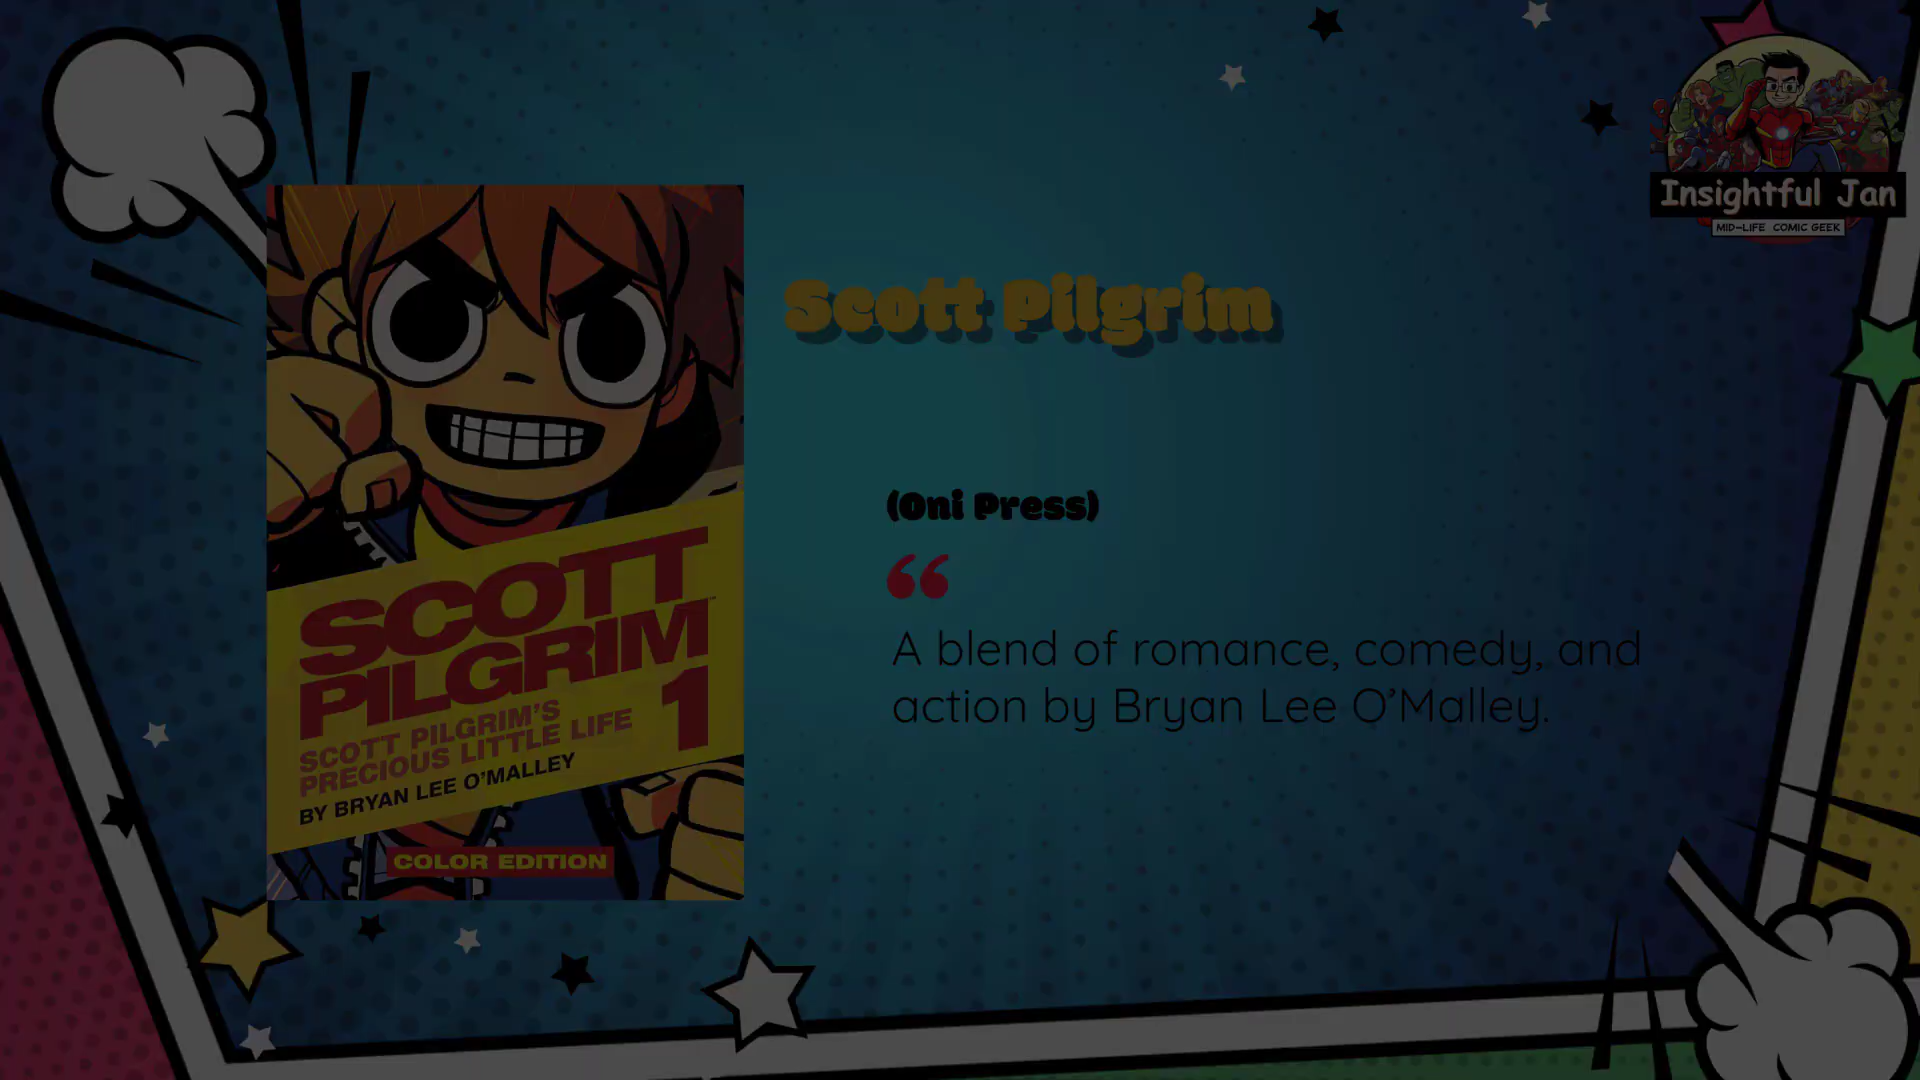 Insightful Jan
MID-LIFE COMIC GEEK
Scott Pilgrim
(Oni Press)
“
A blend of romance, comedy, and
action by Bryan Lee O’Malley.
SCOTT
PILGRIM™
1
SCOTT PILGRIM'S
PRECIOUS LITTLE LIFE
BY BRYAN LEE O'MALLEY
COLOR EDITION